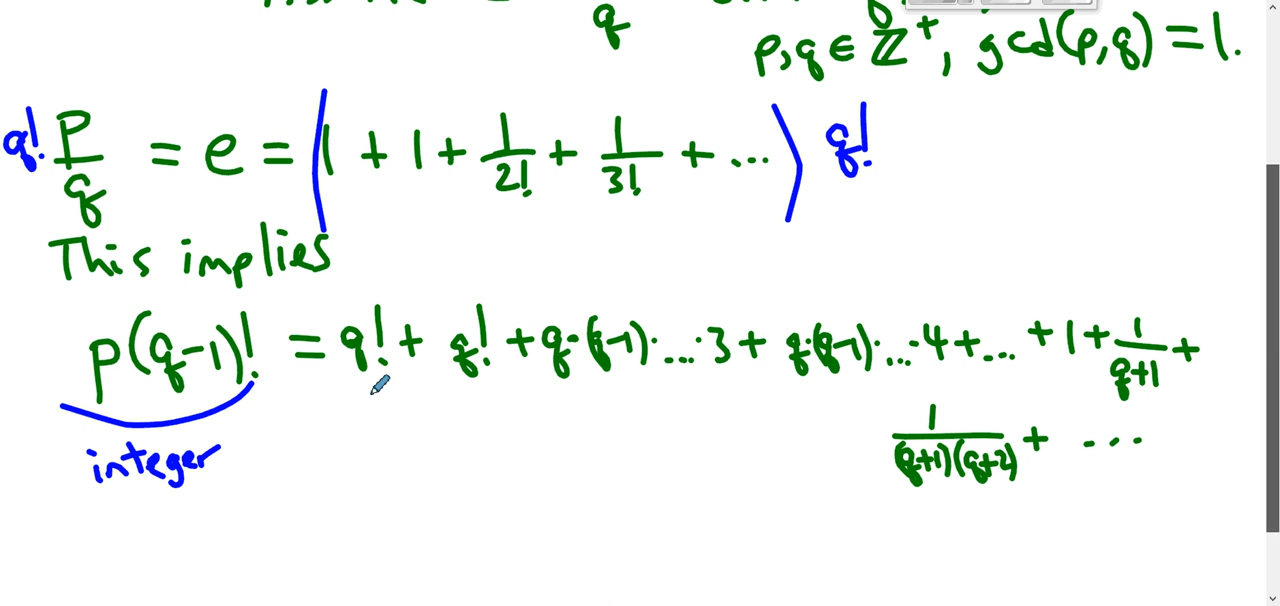 q
p,q ∈ ℤ⁺, gcd(p,q) = 1.
q! p/q = e = (1 + 1 + 1/2! + 1/3! + ...) q!
This implies
p(q-1)! = q! + q! + q·(q-1)·...·3 + q·(q-1)·...·4 + ... + 1 + 1/(q+1) +
1/((q+1)(q+2)) + ...
integer